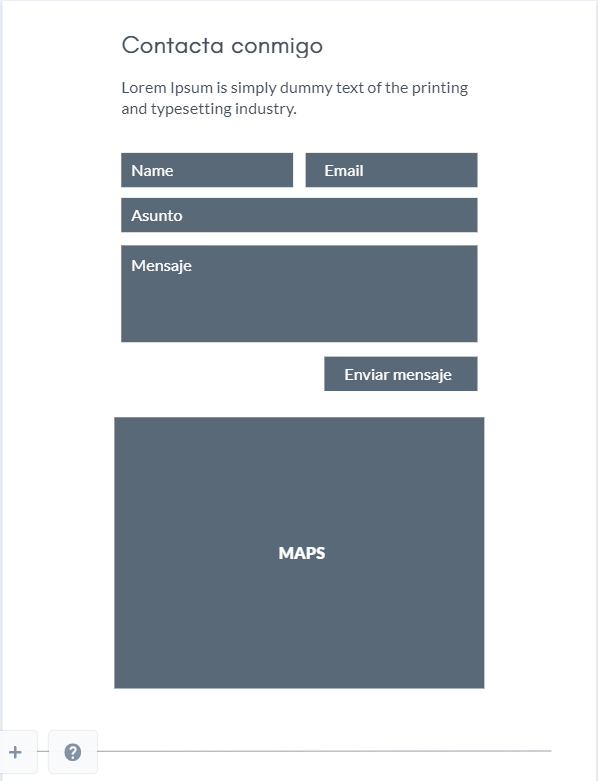 Contacta conmigo
Lorem Ipsum is simply dummy text of the printing
and typesetting industry.
Name
Email
Asunto
Mensaje
Enviar mensaje
MAPS
+
?